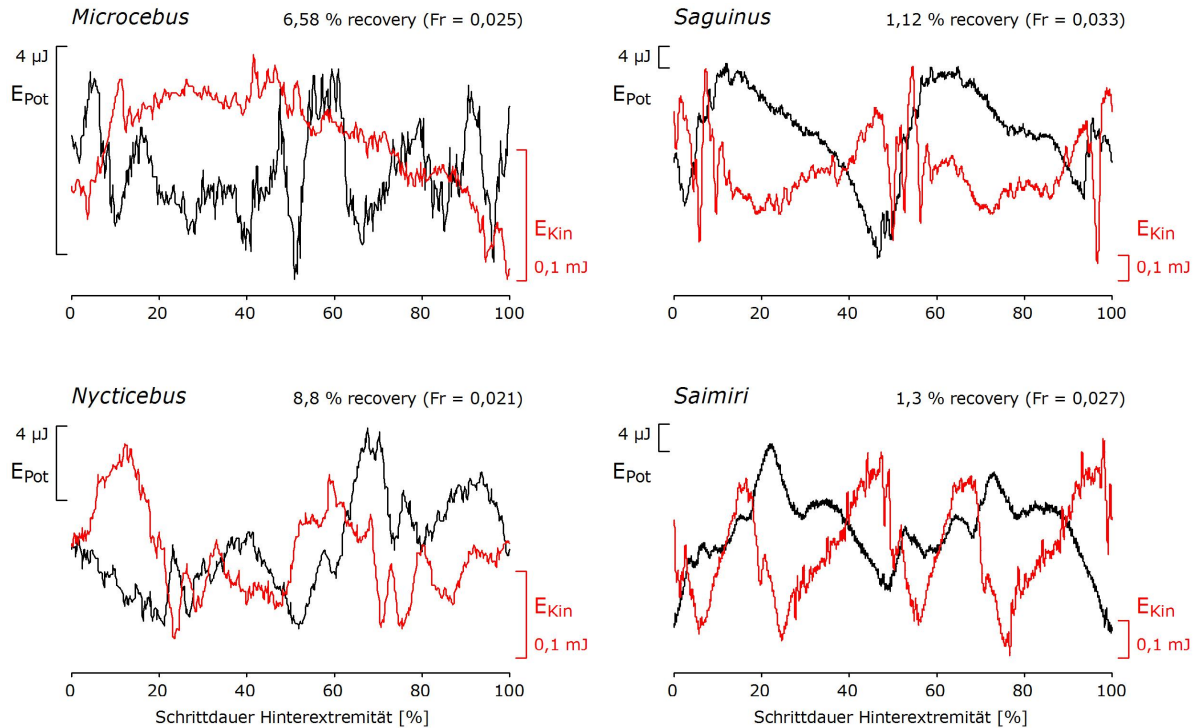 Microcebus 6,58 % recovery (Fr = 0,025)
4 µJ
EPot
EKin
0,1 mJ
0 20 40 60 80 100
Saguinus 1,12 % recovery (Fr = 0,033)
4 µJ
EPot
EKin
0,1 mJ
0 20 40 60 80 100
Nycticebus 8,8 % recovery (Fr = 0,021)
4 µJ
EPot
EKin
0,1 mJ
0 20 40 60 80 100
Schrittdauer Hinterextremität [%]
Saimiri 1,3 % recovery (Fr = 0,027)
4 µJ
EPot
EKin
0,1 mJ
0 20 40 60 80 100
Schrittdauer Hinterextremität [%]